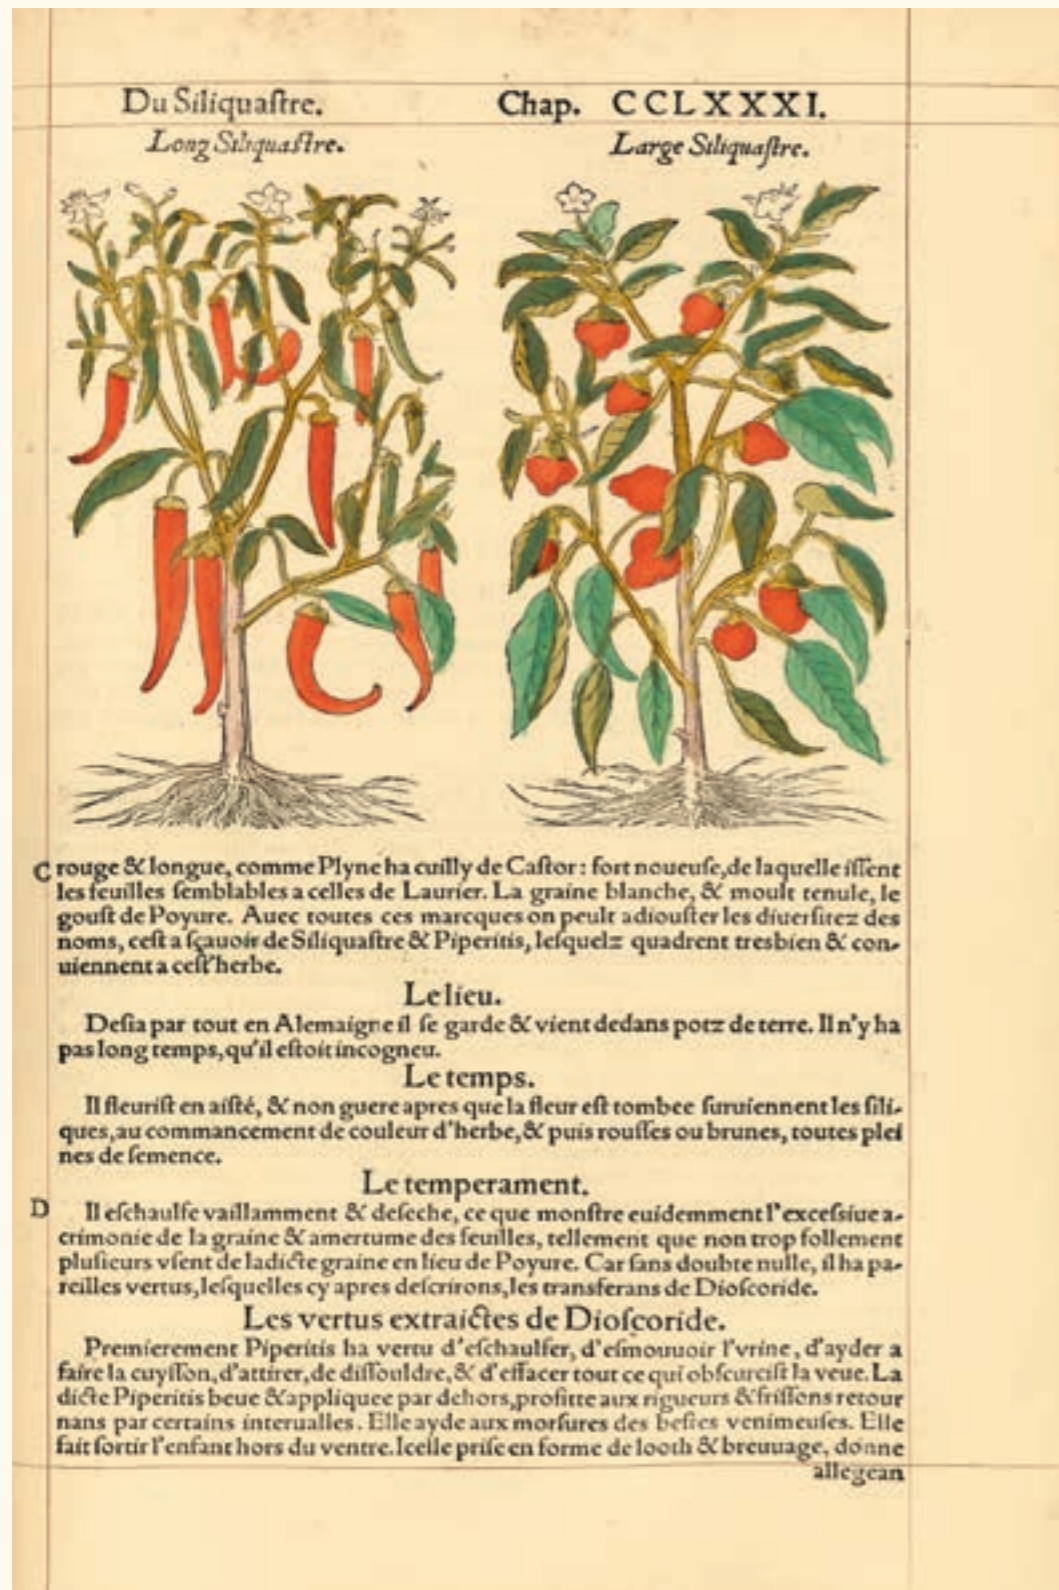 Du Siliquaſtre. Chap. CCLXXXI.
Long Siliquaſtre. Large Siliquaſtre.
C rouge & longue, comme Plyne ha cuilly de Caſtor: fort noueuſe, de laquelle iſſent
les feuilles ſemblables a celles de Laurier. La graine blanche, & moult tenule, le
gouſt de Poyure. Auec toutes ces marcques on peult adiouſter les diuerſitez des
noms, ceſt a ſçauoir de Siliquaſtre & Piperitis, leſquelz quadrent tresbien & con-
uiennent a ceſt'herbe.
Le lieu.
Deſia par tout en Alemaigne il ſe garde & vient dedans potz de terre. Il n'y ha
pas long temps, qu'il eſtoit incogneu.
Le temps.
Il fleuriſt en aiſté, & non guere apres que la fleur eſt tombee ſuruiennent les ſili-
ques, au commancement de couleur d'herbe, & puis rouſſes ou brunes, toutes plei
nes de ſemence.
Le temperament.
D Il eſchaulfe vaillamment & deſeche, ce que monſtre euidemment l'exceſsiue a-
crimonie de la graine & amertume des feuilles, tellement que non trop follement
pluſieurs vſent de ladicte graine en lieu de Poyure. Car ſans doubte nulle, il ha pa-
reilles vertus, leſquelles cy apres deſcrirons, les transferans de Dioſcoride.
Les vertus extraictes de Dioſcoride.
Premierement Piperitis ha vertu d'eſchaulfer, d'eſmouuoir l'vrine, d'ayder a
faire la cuyſſon, d'attirer, de diſſouldre, & d'effacer tout ce qui obſcurciſt la veue. La
dicte Piperitis beue & appliquee par dehors, profitte aux rigueurs & friſſons retour
nans par certains interualles. Elle ayde aux morſures des beſtes venimeuſes. Elle
fait ſortir l'enfant hors du ventre. Icelle priſe en forme de looth & breuuage, donne
allegean